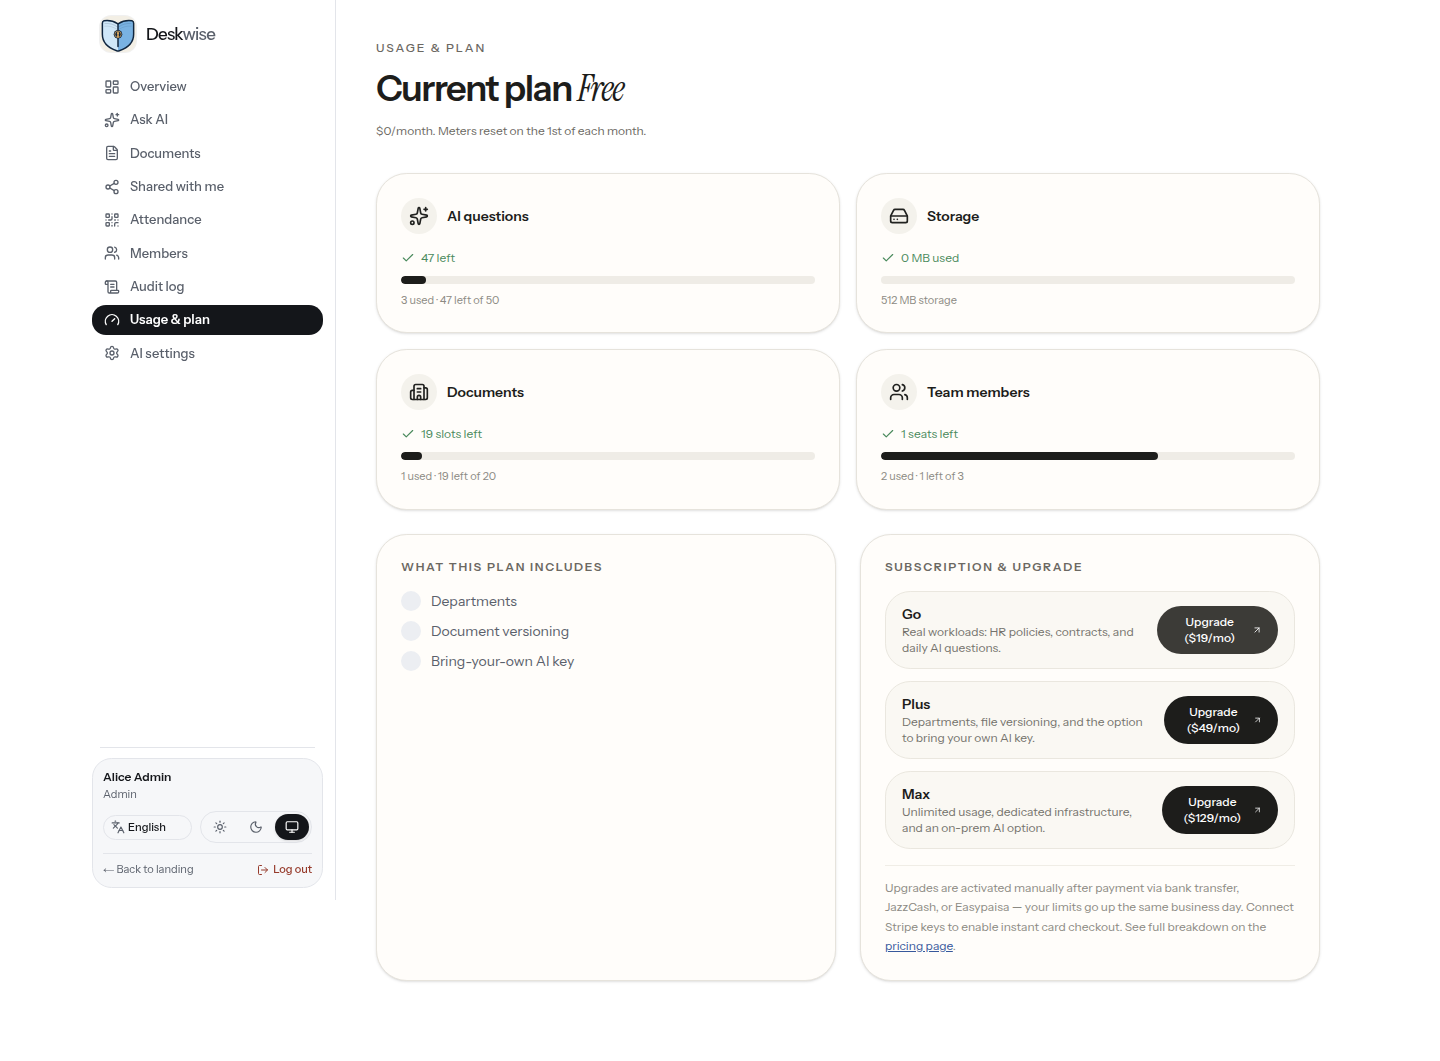 Deskwise
Overview
Ask AI
Documents
Shared with me
Attendance
Members
Audit log
Usage & plan
AI settings
Alice Admin
Admin
English
← Back to landing
Log out
USAGE & PLAN
Current plan Free
$0/month. Meters reset on the 1st of each month.
AI questions
47 left
3 used · 47 left of 50
Storage
0 MB used
512 MB storage
Documents
19 slots left
1 used · 19 left of 20
Team members
1 seats left
2 used · 1 left of 3
WHAT THIS PLAN INCLUDES
Departments
Document versioning
Bring-your-own AI key
SUBSCRIPTION & UPGRADE
Go
Real workloads: HR policies, contracts, and
daily AI questions.
Upgrade
($19/mo)
Plus
Departments, file versioning, and the option
to bring your own AI key.
Upgrade
($49/mo)
Max
Unlimited usage, dedicated infrastructure,
and an on-prem AI option.
Upgrade
($129/mo)
Upgrades are activated manually after payment via bank transfer,
JazzCash, or Easypaisa — your limits go up the same business day. Connect
Stripe keys to enable instant card checkout. See full breakdown on the
pricing page.